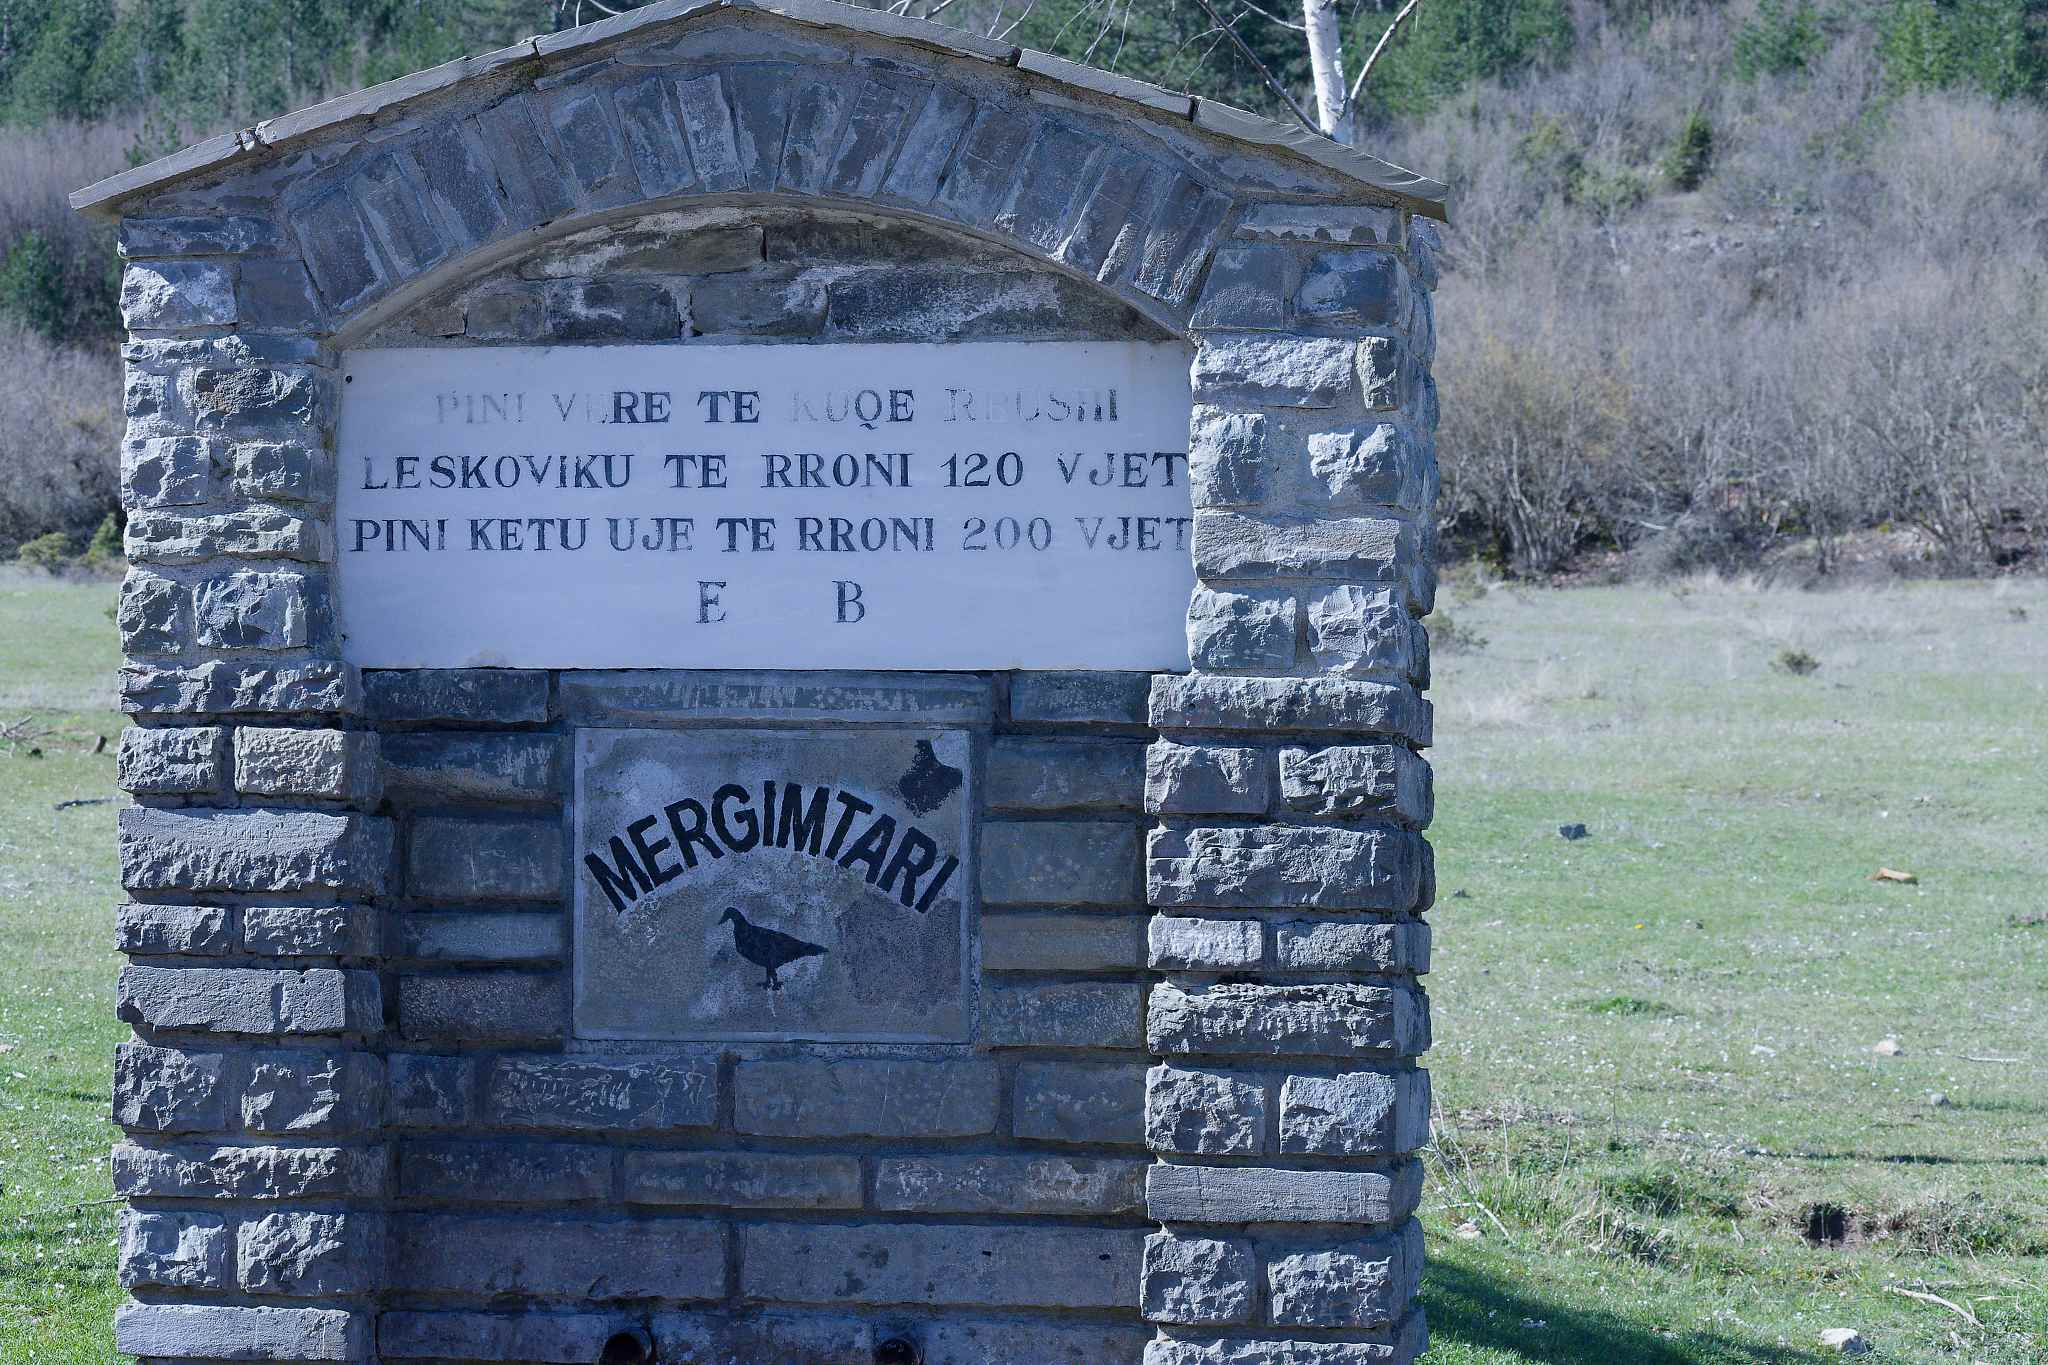 PINI VERE TE KUQE RRUSHI
LESKOVIKU TE RRONI 120 VJET
PINI KETU UJE TE RRONI 200 VJET
E B
MERGIMTARI